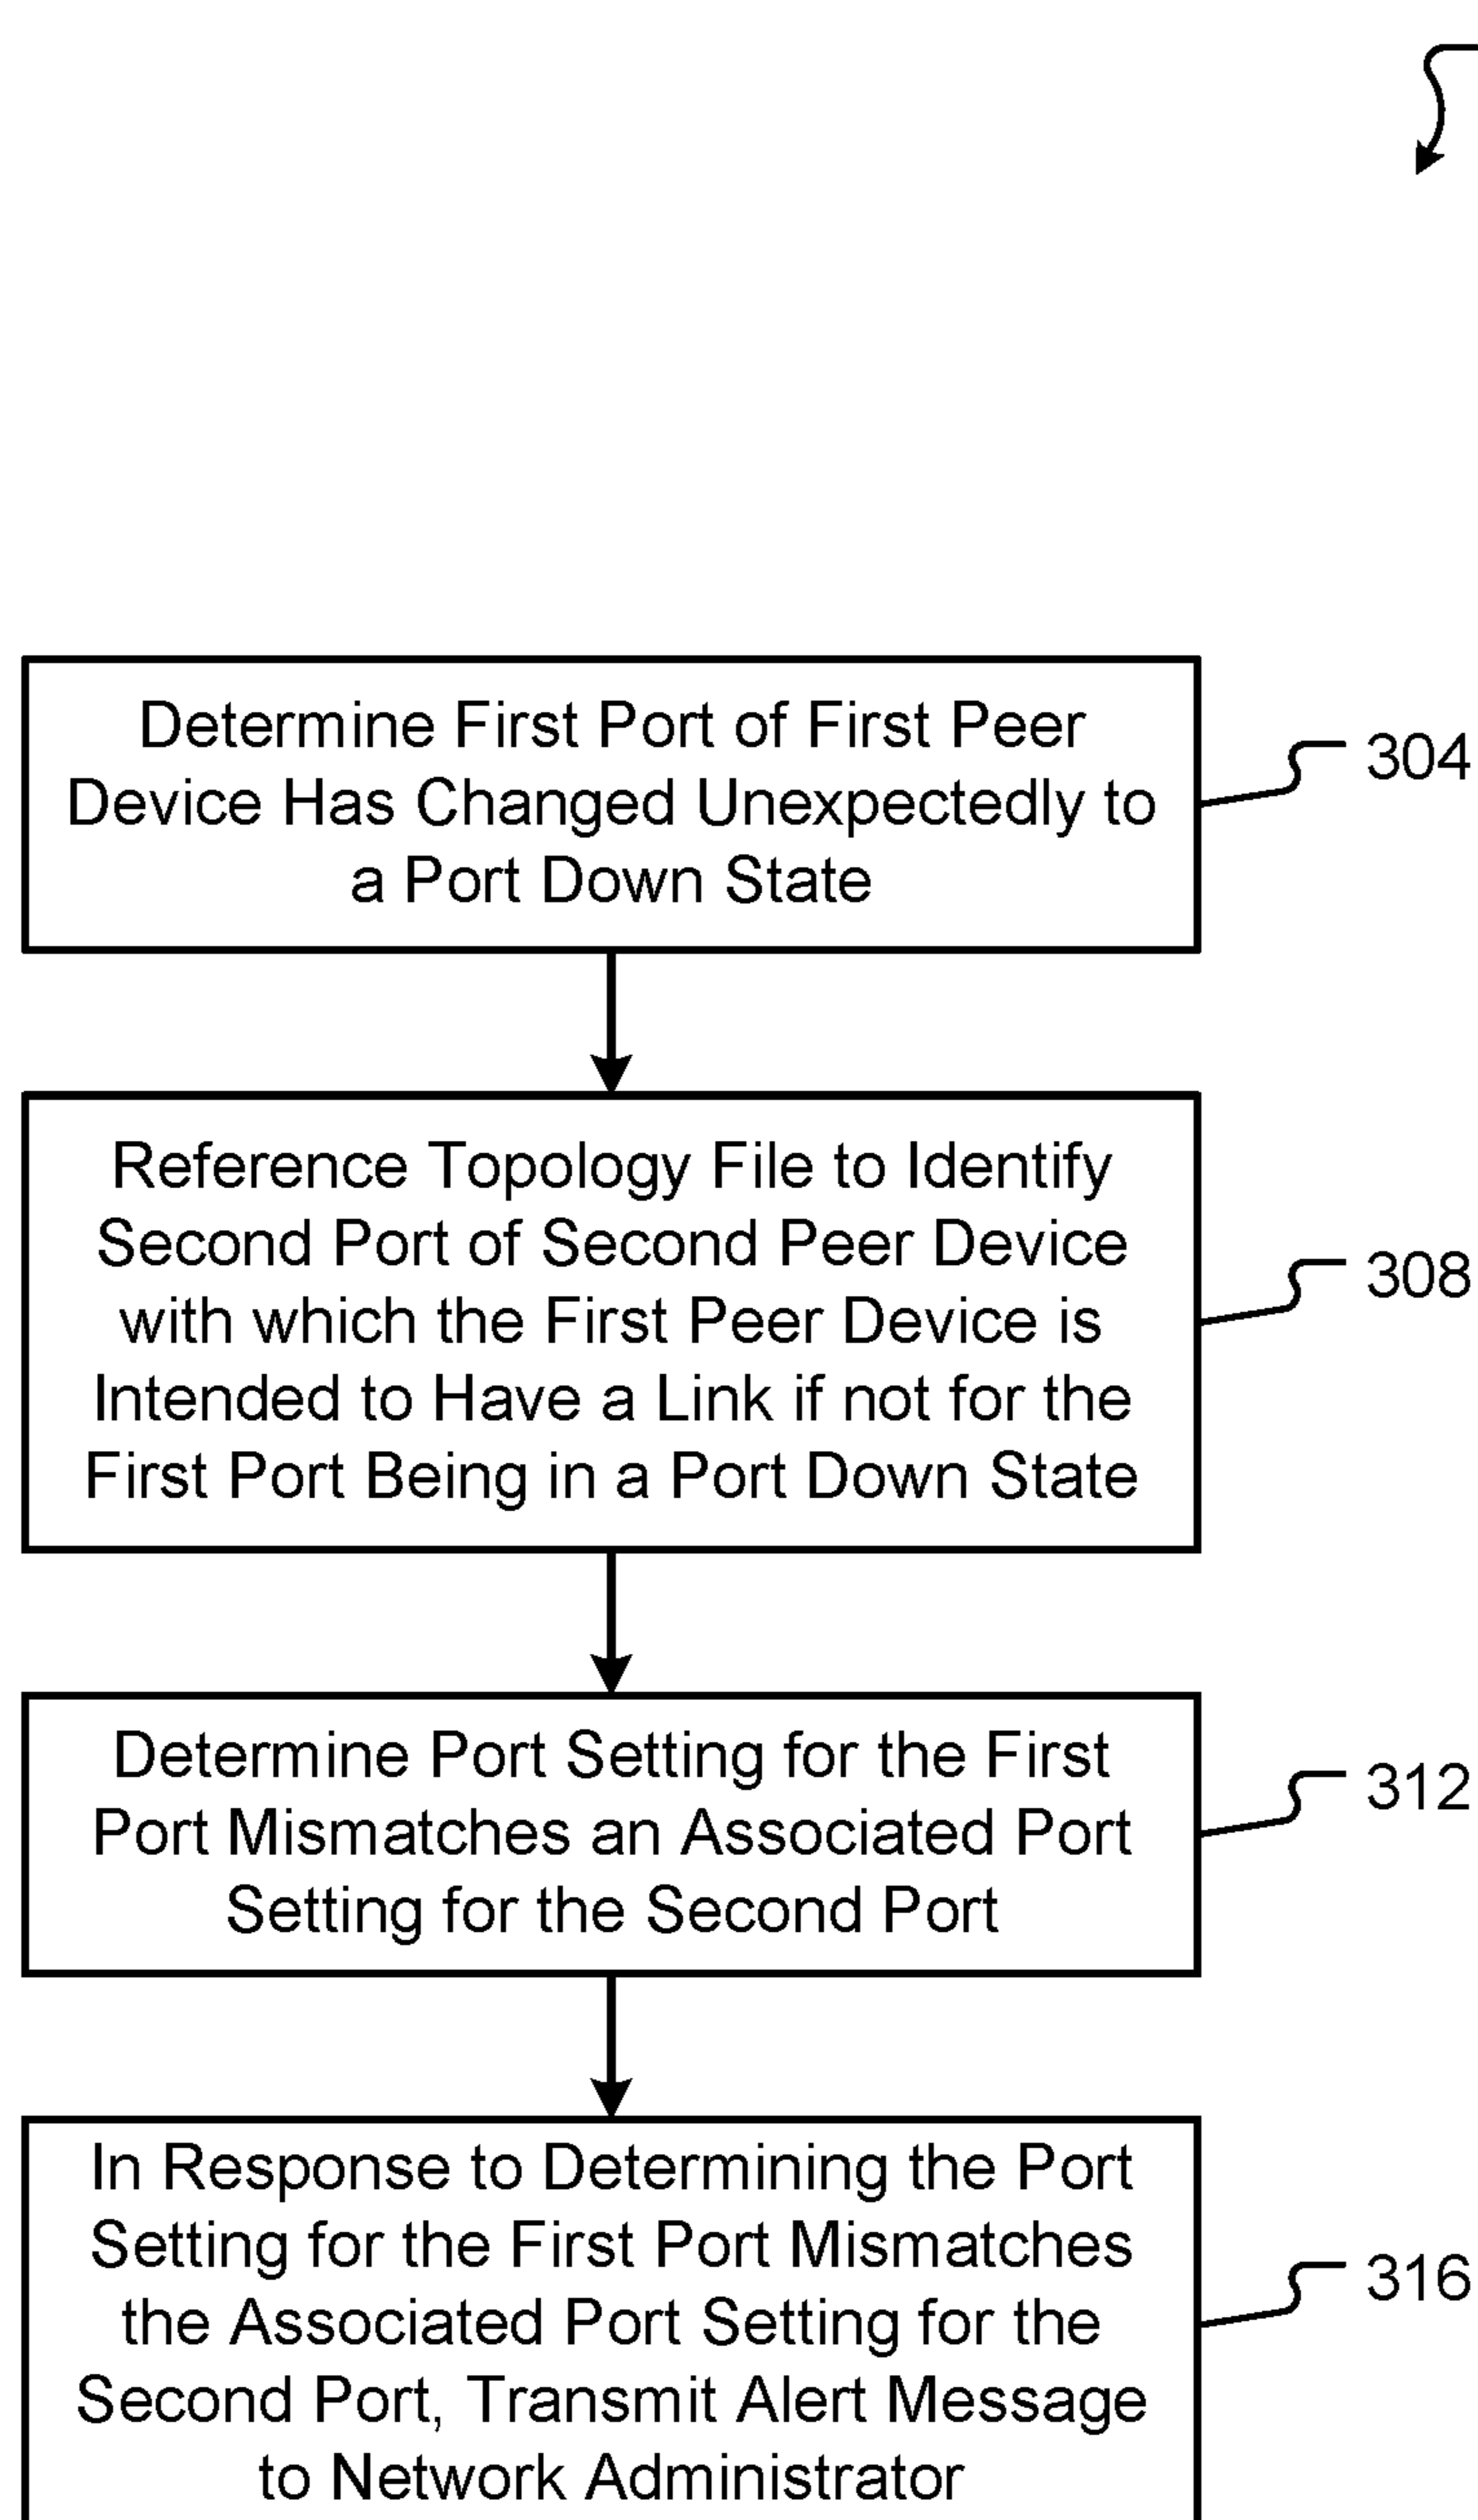 Determine First Port of First Peer
Device Has Changed Unexpectedly to
a Port Down State
304
Reference Topology File to Identify
Second Port of Second Peer Device
with which the First Peer Device is
Intended to Have a Link if not for the
First Port Being in a Port Down State
308
Determine Port Setting for the First
Port Mismatches an Associated Port
Setting for the Second Port
312
In Response to Determining the Port
Setting for the First Port Mismatches
the Associated Port Setting for the
Second Port, Transmit Alert Message
to Network Administrator
316